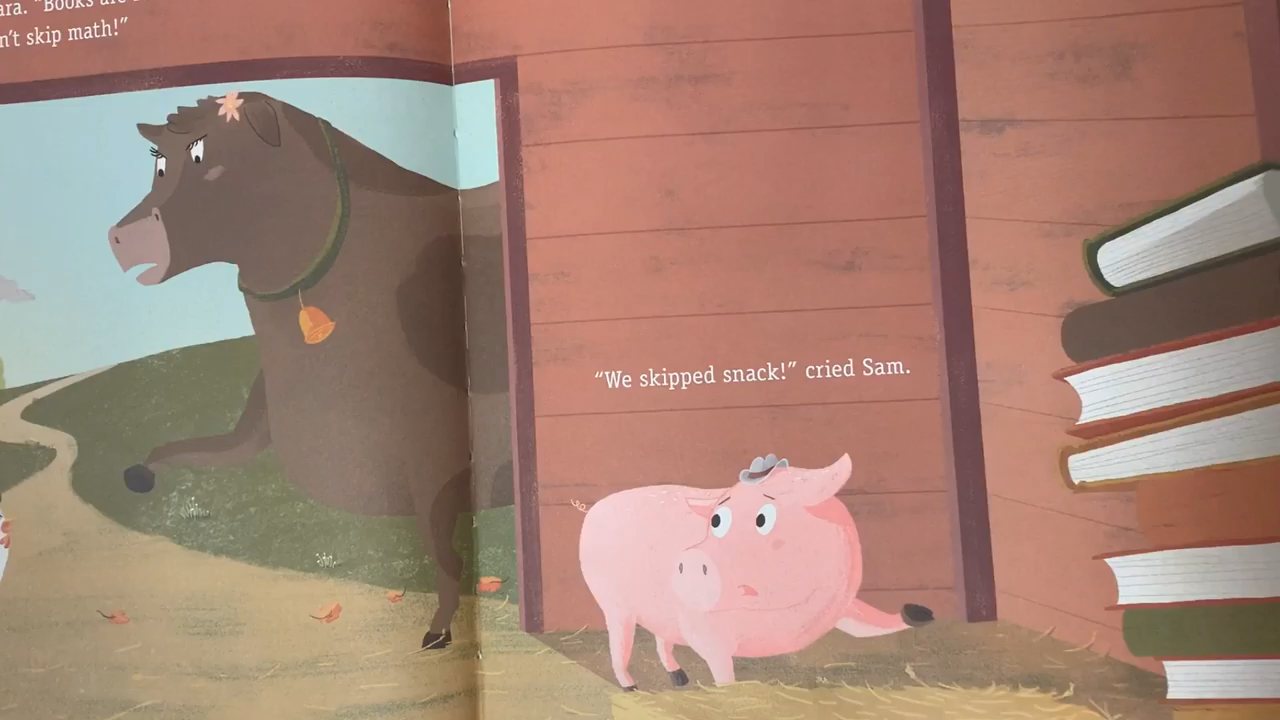 ara. “Books are
n’t skip math!”
“We skipped snack!” cried Sam.